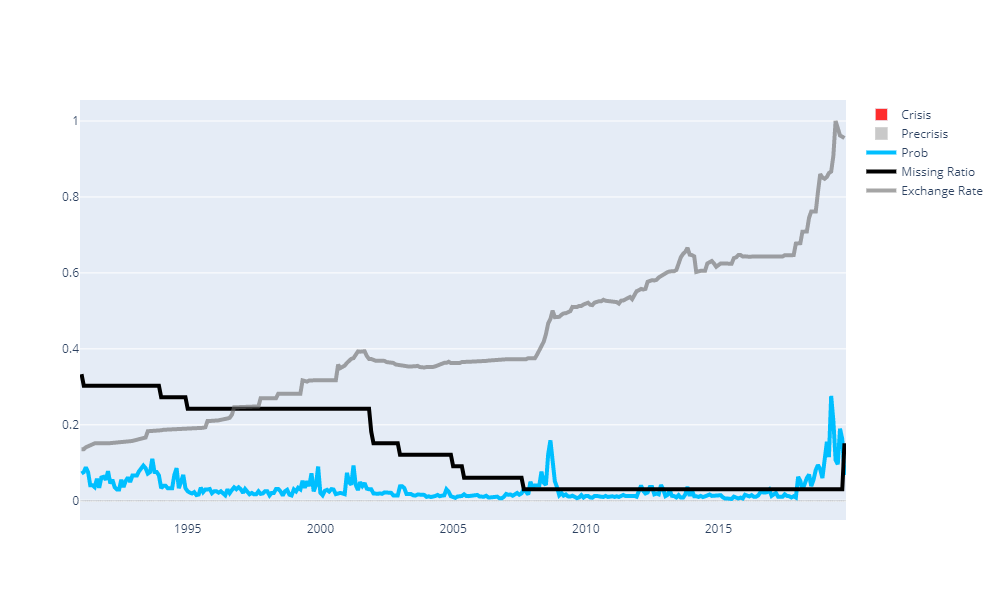 1
0.8
0.6
0.4
0.2
0
1995
2000
2005
2010
2015
Crisis
Precrisis
Prob
Missing Ratio
Exchange Rate